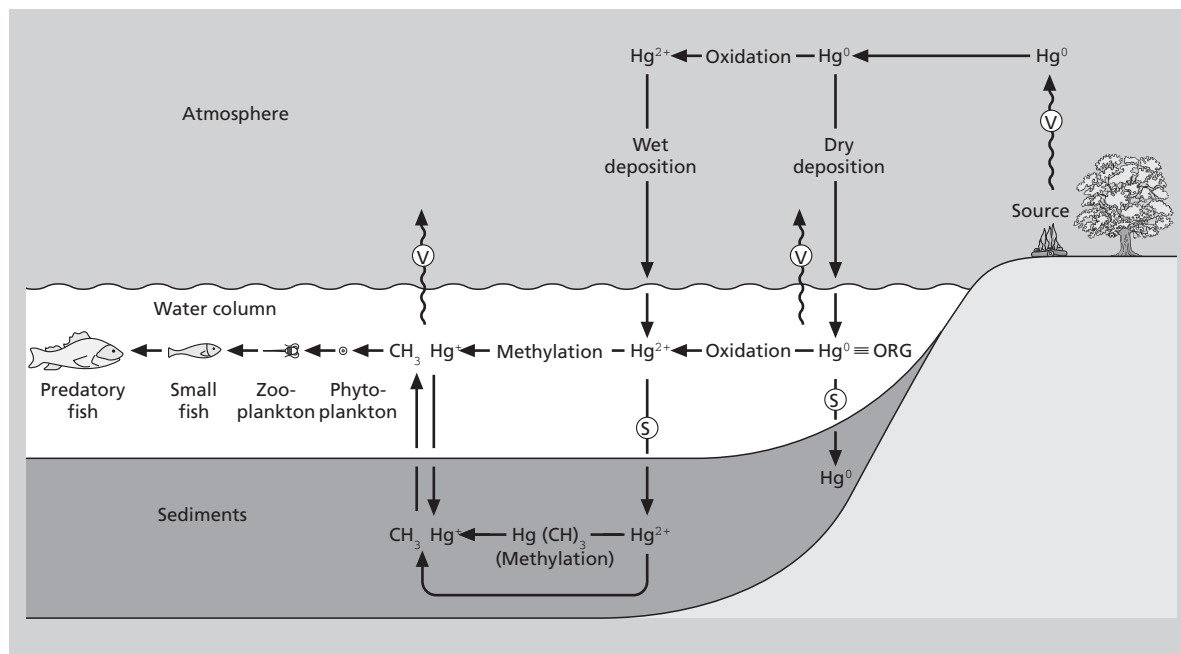 Hg²⁺ Oxidation Hg⁰ Hg⁰
Atmosphere
V
Wet
deposition
Dry
deposition
Source
V
V
Water column
CH₃ Hg⁺ Methylation Hg²⁺ Oxidation Hg⁰ ≡ ORG
Predatory
fish
Small
fish
Zoo-
plankton
Phyto-
plankton
S
S
Hg⁰
Sediments
CH₃ Hg⁺ Hg (CH)₃ Hg²⁺
(Methylation)